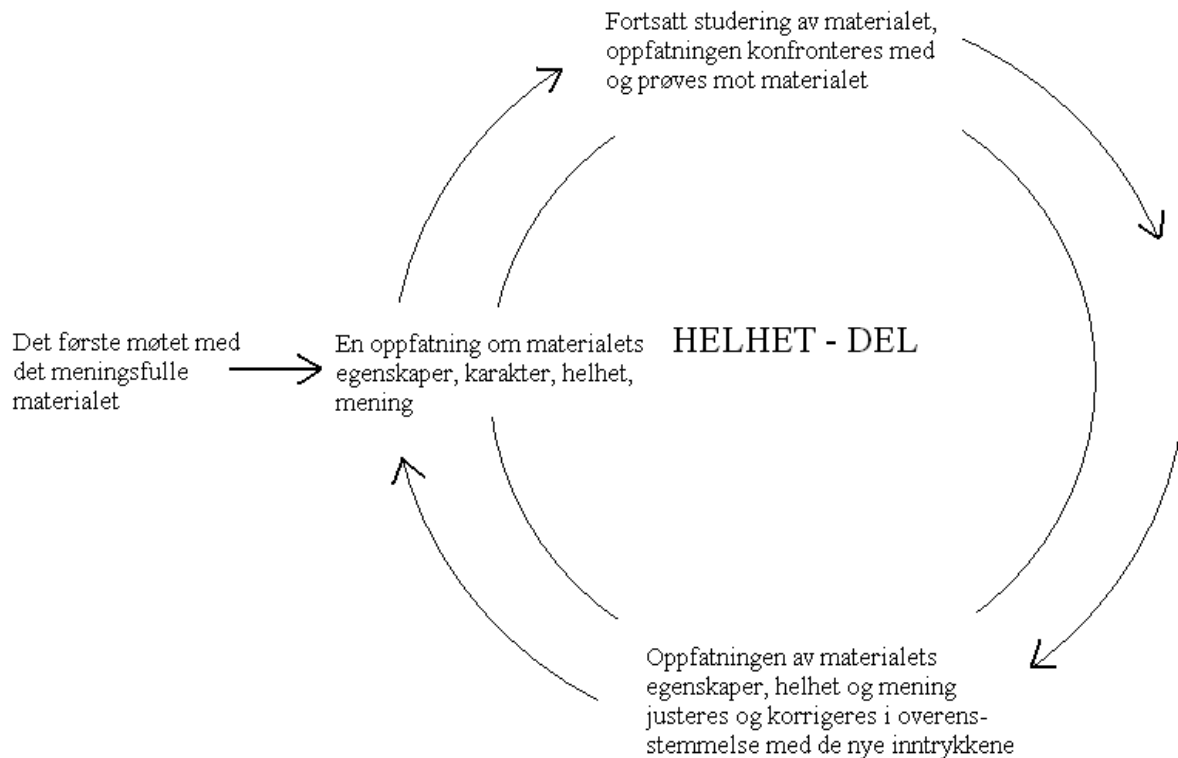 Fortsatt studering av materialet,
oppfatningen konfronteres med
og prøves mot materialet
Det første møtet med
det meningsfulle
materialet
En oppfatning om materialets
egenskaper, karakter, helhet,
mening
HELHET - DEL
Oppfatningen av materialets
egenskaper, helhet og mening
justeres og korrigeres i overens-
stemmelse med de nye inntrykkene